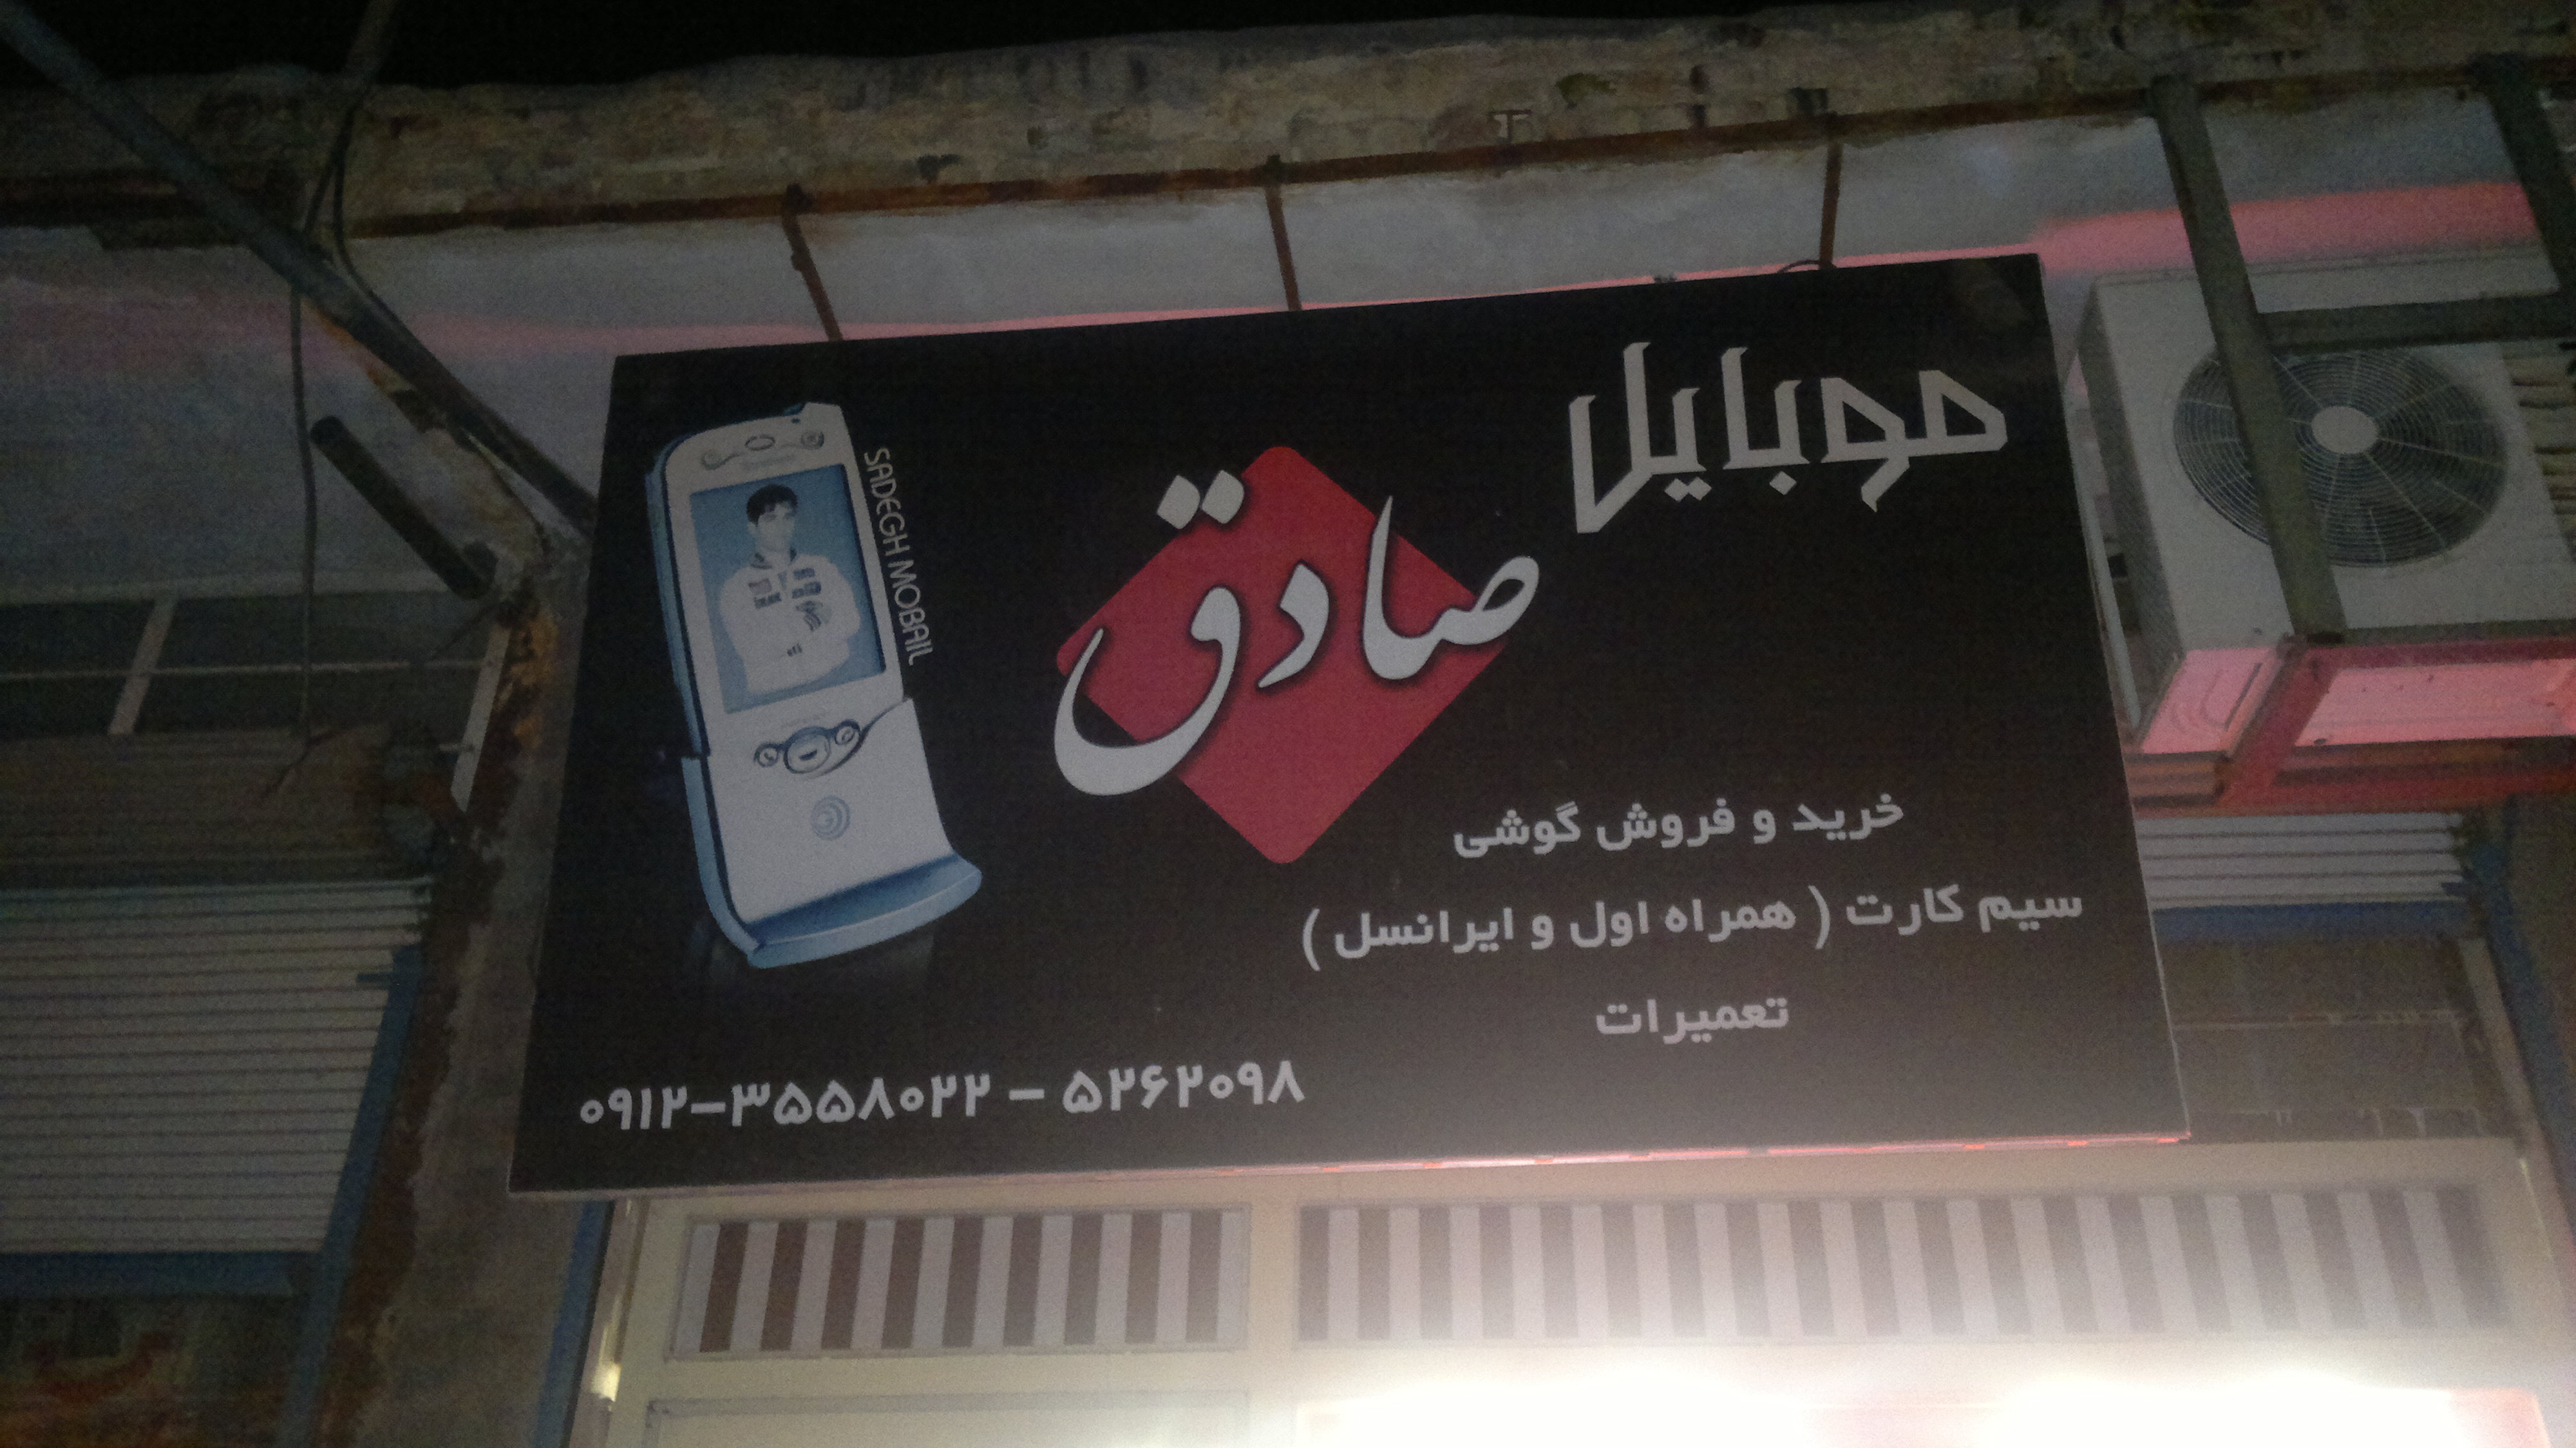 موبایل
صادق
SADEGH MOBAIL
خرید و فروش گوشی
سیم کارت ( همراه اول و ایرانسل )
تعمیرات
۰۹۱۲-۳۵۵۸۰۲۲ - ۵۲۶۲۰۹۸